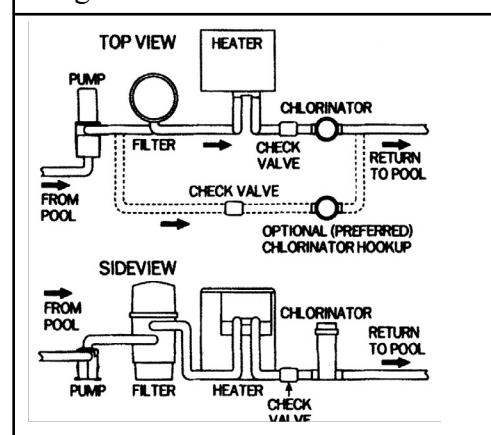 TOP VIEW
HEATER
PUMP
CHLORINATOR
FILTER
CHECK
VALVE
RETURN
TO POOL
FROM
POOL
CHECK VALVE
OPTIONAL (PREFERRED)
CHLORINATOR HOOKUP
SIDEVIEW
FROM
POOL
CHLORINATOR
RETURN
TO POOL
PUMP
FILTER
HEATER
CHECK
VALVE